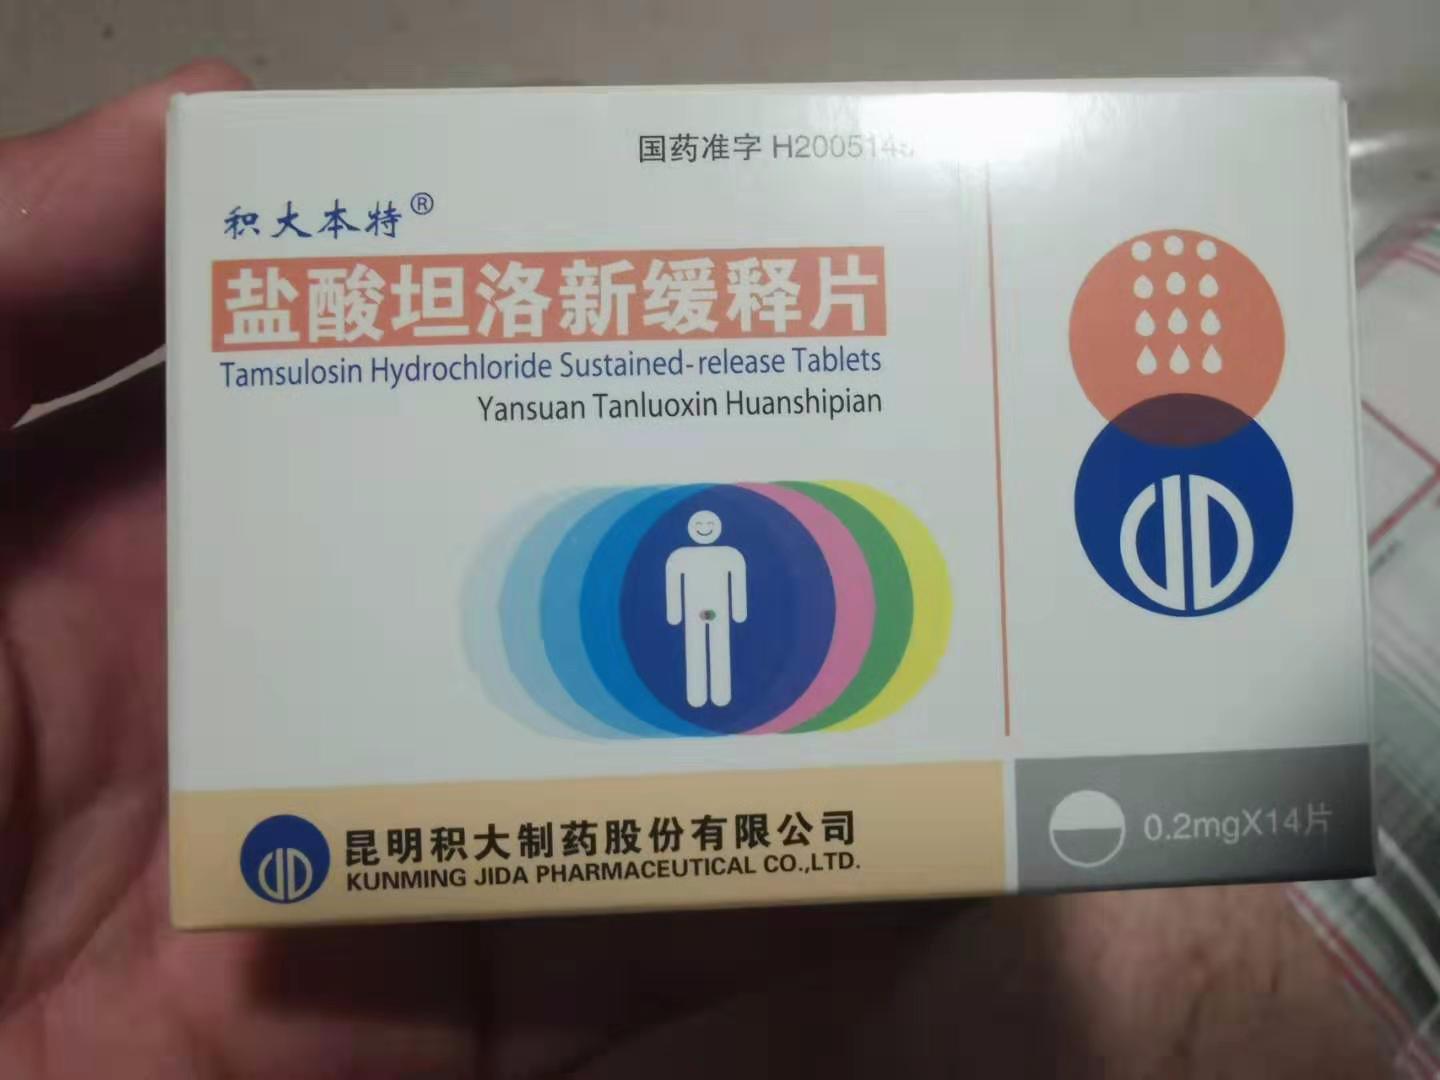 国药准字 H2005145
积大本特®
盐酸坦洛新缓释片
Tamsulosin Hydrochloride Sustained-release Tablets
Yansuan Tanluoxin Huanshipian
昆明积大制药股份有限公司
KUNMING JIDA PHARMACEUTICAL CO.,LTD.
0.2mgX14片